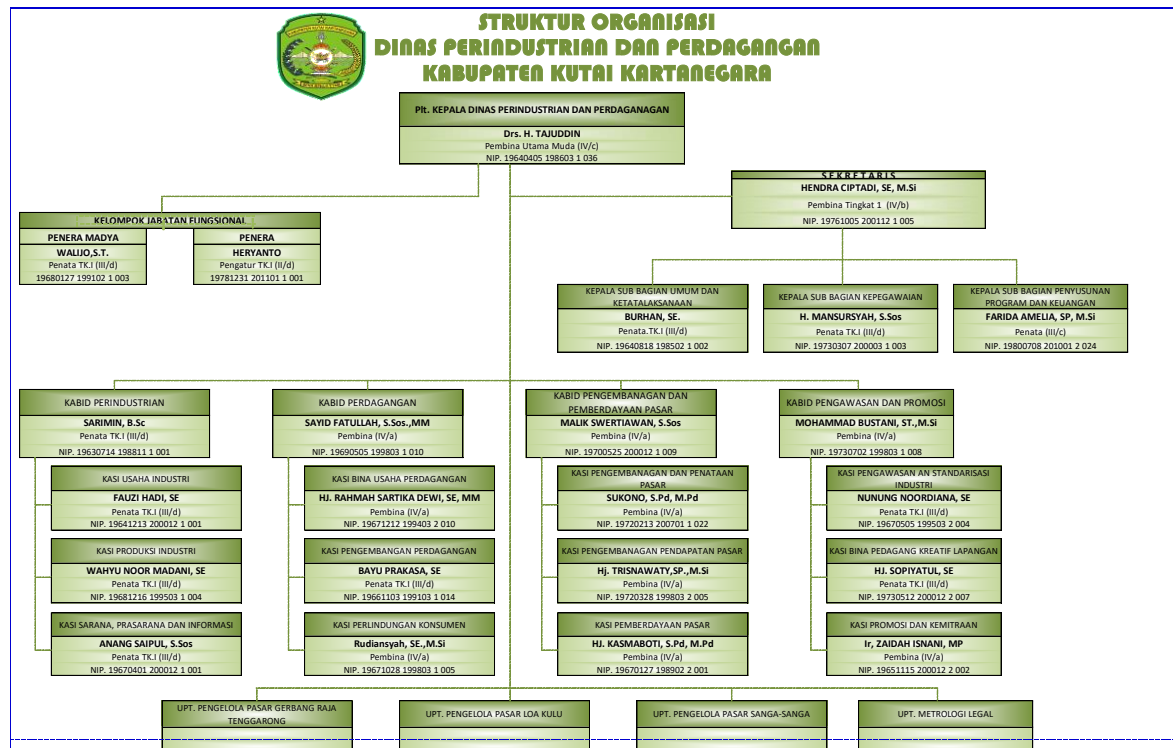 STRUKTUR ORGANISASI
DINAS PERINDUSTRIAN DAN PERDAGANGAN
KABUPATEN KUTAI KARTANEGARA
Plt. KEPALA DINAS PERINDUSTRIAN DAN PERDAGANAGAN
Drs. H. TAJUDDIN
Pembina Utama Muda (IV/c)
NIP. 19640405 198603 1 036
SEKRETARIS
HENDRA CIPTADI, SE, M.Si
Pembina Tingkat 1 (IV/b)
NIP. 19761005 200112 1 005
KELOMPOK JABATAN FUNGSIONAL
PENERA MADYA
WALIJO,S.T.
Penata TK.I (III/d)
19680127 199102 1 003
PENERA
HERYANTO
Pengatur TK.I (II/d)
19781231 201101 1 001
KEPALA SUB BAGIAN UMUM DAN
KETATALAKSANAAN
BURHAN, SE.
Penata.TK.I (III/d)
NIP. 19640818 198502 1 002
KEPALA SUB BAGIAN KEPEGAWAIAN
H. MANSURSYAH, S.Sos
Penata TK.I (III/d)
NIP. 19730307 200003 1 003
KEPALA SUB BAGIAN PENYUSUNAN
PROGRAM DAN KEUANGAN
FARIDA AMELIA, SP, M.Si
Penata (III/c)
NIP. 19800708 201001 2 024
KABID PERINDUSTRIAN
SARIMIN, B.Sc
Penata TK.I (III/d)
NIP. 19630714 198811 1 001
KASI USAHA INDUSTRI
FAUZI HADI, SE
Penata TK.I (III/d)
NIP. 19641213 200012 1 001
KASI PRODUKSI INDUSTRI
WAHYU NOOR MADANI, SE
Penata TK.I (III/d)
NIP. 19681216 199503 1 004
KASI SARANA, PRASARANA DAN INFORMASI
ANANG SAIPUL, S.Sos
Penata TK.I (III/d)
NIP. 19670401 200012 1 001
KABID PERDAGANGAN
SAYID FATULLAH, S.Sos.,MM
Pembina (IV/a)
NIP. 19690505 199803 1 010
KASI BINA USAHA PERDAGANGAN
HJ. RAHMAH SARTIKA DEWI, SE, MM
Pembina (IV/a)
NIP. 19671212 199403 2 010
KASI PENGEMBANGAN PERDAGANGAN
BAYU PRAKASA, SE
Penata TK.I (III/d)
NIP. 19661103 199103 1 014
KASI PERLINDUNGAN KONSUMEN
Rudiansyah, SE.,M.Si
Pembina (IV/a)
NIP. 19671028 199803 1 005
KABID PENGEMBANAGAN DAN
PEMBERDAYAAN PASAR
MALIK SWERTIAWAN, S.Sos
Pembina (IV/a)
NIP. 19700525 200012 1 009
KASI PENGEMBANAGAN DAN PENATAAN
PASAR
SUKONO, S.Pd, M.Pd
Pembina (IV/a)
NIP. 19720213 200701 1 022
KASI PENGEMBANAGAN PENDAPATAN PASAR
Hj. TRISNAWATY,SP.,M.Si
Pembina (IV/a)
NIP. 19720328 199803 2 005
KASI PEMBERDAYAAN PASAR
HJ. KASMABOTI, S.Pd, M.Pd
Pembina (IV/a)
NIP. 19670127 198902 2 001
KABID PENGAWASAN DAN PROMOSI
MOHAMMAD BUSTANI, ST.,M.Si
Pembina (IV/a)
NIP. 19730702 199803 1 008
KASI PENGAWASAN AN STANDARISASI
INDUSTRI
NUNUNG NOORDIANA, SE
Penata TK.I (III/d)
NIP. 19670505 199503 2 004
KASI BINA PEDAGANG KREATIF LAPANGAN
HJ. SOPIYATUL, SE
Penata TK.I (III/d)
NIP. 19730512 200012 2 007
KASI PROMOSI DAN KEMITRAAN
Ir, ZAIDAH ISNANI, MP
Pembina (IV/a)
NIP. 19651115 200012 2 002
UPT. PENGELOLA PASAR GERBANG RAJA
TENGGARONG
UPT. PENGELOLA PASAR LOA KULU
UPT. PENGELOLA PASAR SANGA-SANGA
UPT. METROLOGI LEGAL